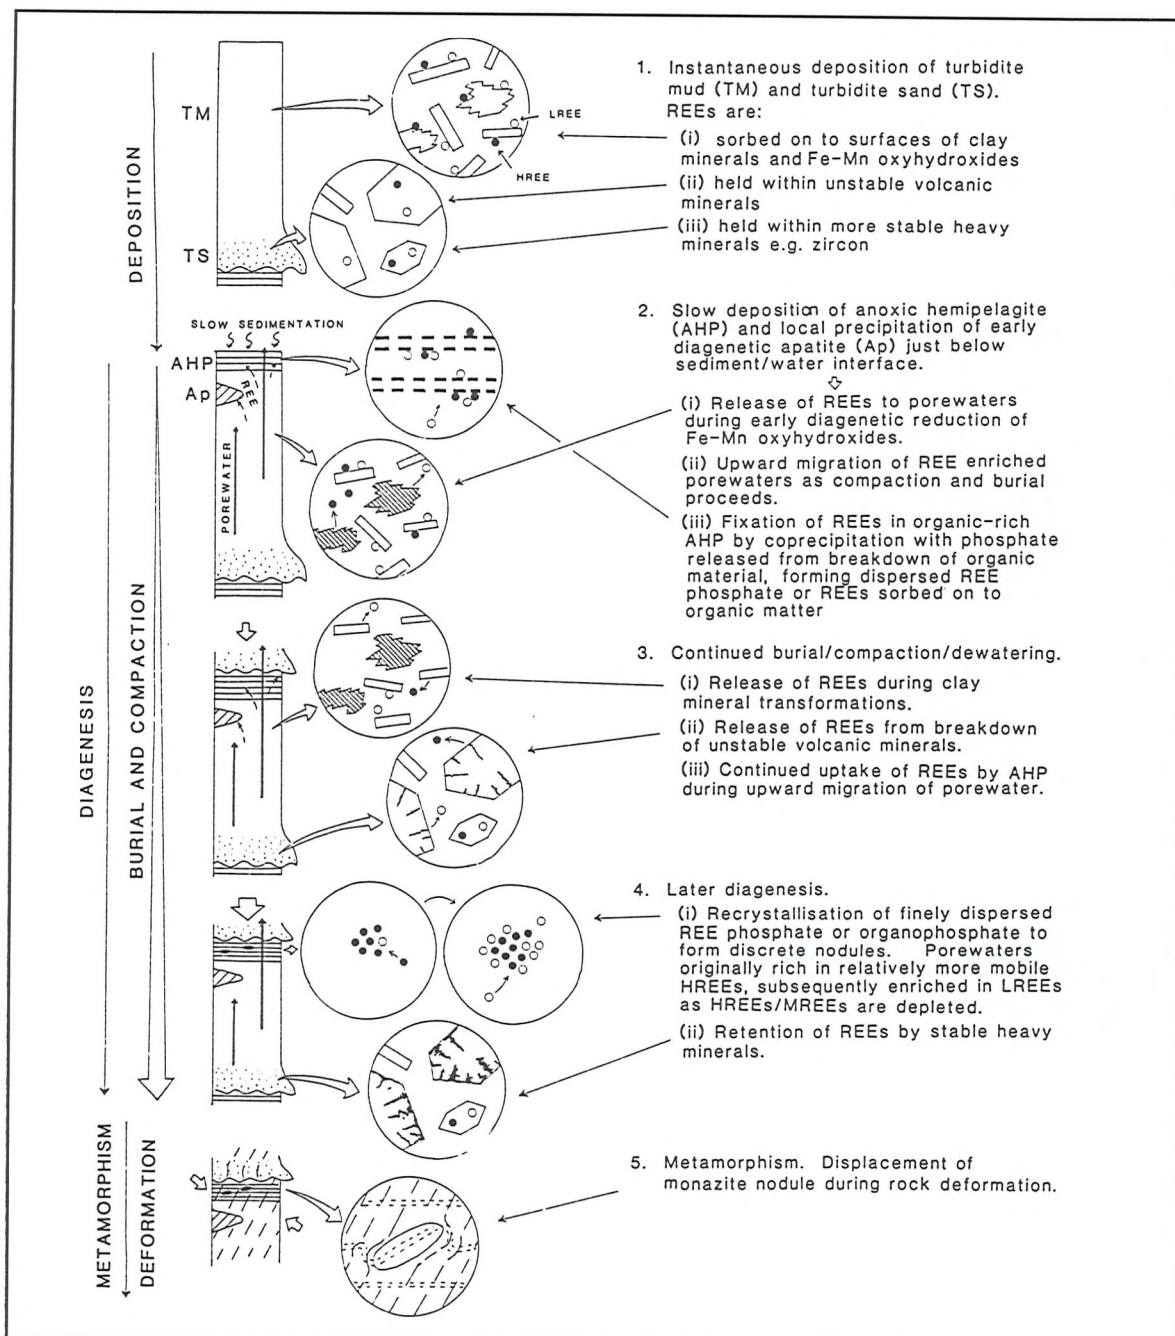 TM
TS
DEPOSITION
LREE
HREE
1. Instantaneous deposition of turbidite
mud (TM) and turbidite sand (TS).
REEs are:
(i) sorbed on to surfaces of clay
minerals and Fe-Mn oxyhydroxides
(ii) held within unstable volcanic
minerals
(iii) held within more stable heavy
minerals e.g. zircon
SLOW SEDIMENTATION
AHP
Ap
REE
POREWATER
2. Slow deposition of anoxic hemipelagite
(AHP) and local precipitation of early
diagenetic apatite (Ap) just below
sediment/water interface.
(i) Release of REEs to porewaters
during early diagenetic reduction of
Fe-Mn oxyhydroxides.
(ii) Upward migration of REE enriched
porewaters as compaction and burial
proceeds.
(iii) Fixation of REEs in organic-rich
AHP by coprecipitation with phosphate
released from breakdown of organic
material, forming dispersed REE
phosphate or REEs sorbed on to
organic matter
DIAGENESIS
BURIAL AND COMPACTION
3. Continued burial/compaction/dewatering.
(i) Release of REEs during clay
mineral transformations.
(ii) Release of REEs from breakdown
of unstable volcanic minerals.
(iii) Continued uptake of REEs by AHP
during upward migration of porewater.
4. Later diagenesis.
(i) Recrystallisation of finely dispersed
REE phosphate or organophosphate to
form discrete nodules. Porewaters
originally rich in relatively more mobile
HREEs, subsequently enriched in LREEs
as HREEs/MREEs are depleted.
(ii) Retention of REEs by stable heavy
minerals.
METAMORPHISM
DEFORMATION
5. Metamorphism. Displacement of
monazite nodule during rock deformation.